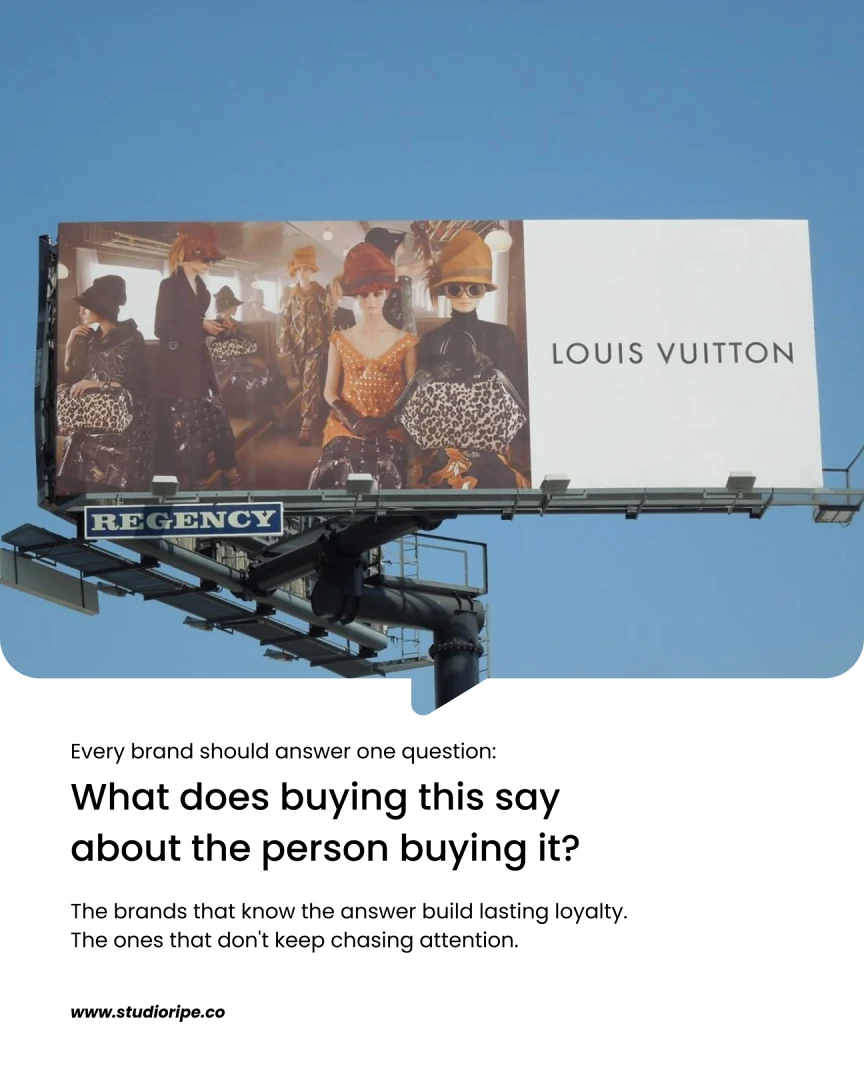 LOUIS VUITTON
REGENCY
Every brand should answer one question:
What does buying this say
about the person buying it?
The brands that know the answer build lasting loyalty.
The ones that don't keep chasing attention.
www.studioripe.co